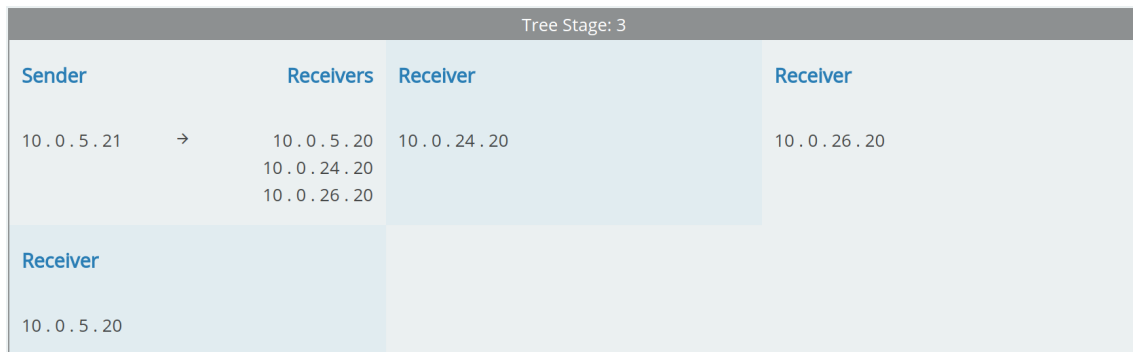 Tree Stage: 3
Sender Receivers
10 . 0 . 5 . 21 → 10 . 0 . 5 . 20
10 . 0 . 24 . 20
10 . 0 . 26 . 20
Receiver
10 . 0 . 24 . 20
Receiver
10 . 0 . 26 . 20
Receiver
10 . 0 . 5 . 20